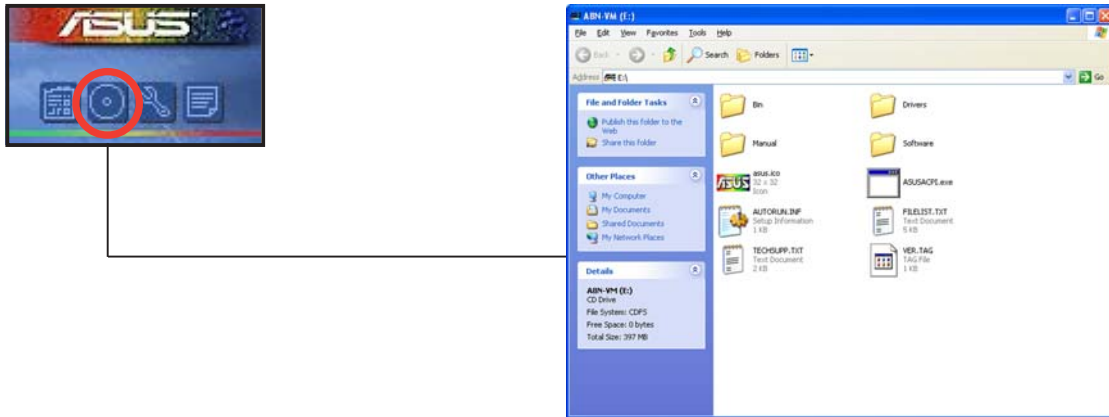 ASUS
A8N-VM (E:)
File Edit View Favorites Tools Help
Back Search Folders
Address E:\ Go
File and Folder Tasks
Publish this folder to the
Web
Share this folder
Other Places
My Computer
My Documents
Shared Documents
My Network Places
Details
A8N-VM (E:)
CD Drive
File System: CDFS
Free Space: 0 bytes
Total Size: 397 MB
Bin
Drivers
Manual
Software
ASUS
asus.ico
32 x 32
Icon
ASUSACPI.exe
AUTORUN.INF
Setup Information
1 KB
FILELIST.TXT
Text Document
5 KB
TECHSUPP.TXT
Text Document
2 KB
VER.TAG
TAG File
1 KB